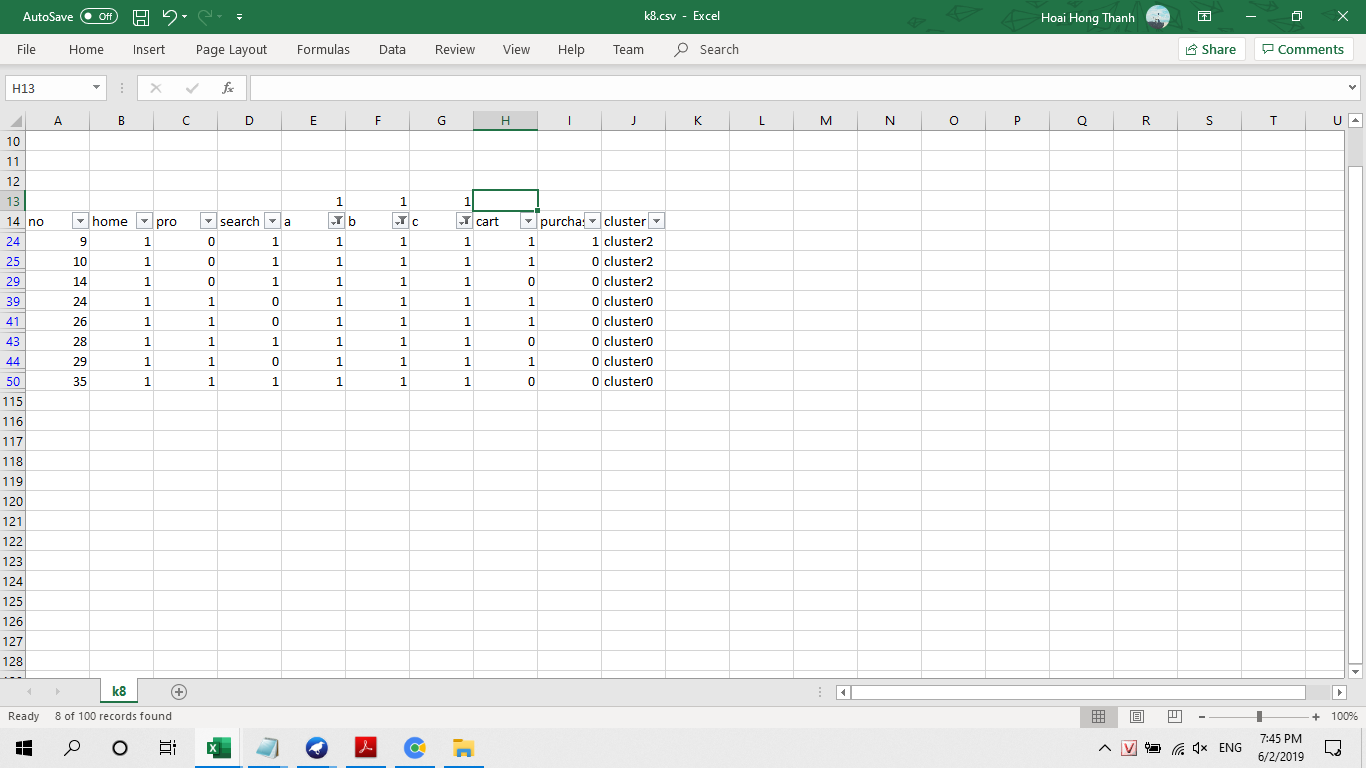 AutoSave Off k8.csv - Excel Hoai Hong Thanh
File Home Insert Page Layout Formulas Data Review View Help Team Search Share Comments
H13 fx
A B C D E F G H I J K L M N O P Q R S T U
10
11
12
13 1 1 1
14 no home pro search a b c cart purchas cluster
24 9 1 0 1 1 1 1 1 1 cluster2
25 10 1 0 1 1 1 1 1 0 cluster2
29 14 1 0 1 1 1 1 0 0 cluster2
39 24 1 1 0 1 1 1 1 0 cluster0
41 26 1 1 0 1 1 1 1 0 cluster0
43 28 1 1 1 1 1 1 0 0 cluster0
44 29 1 1 0 1 1 1 1 0 cluster0
50 35 1 1 1 1 1 1 0 0 cluster0
115
116
117
118
119
120
121
122
123
124
125
126
127
128
k8
Ready 8 of 100 records found 100%
ENG 7:45 PM
6/2/2019